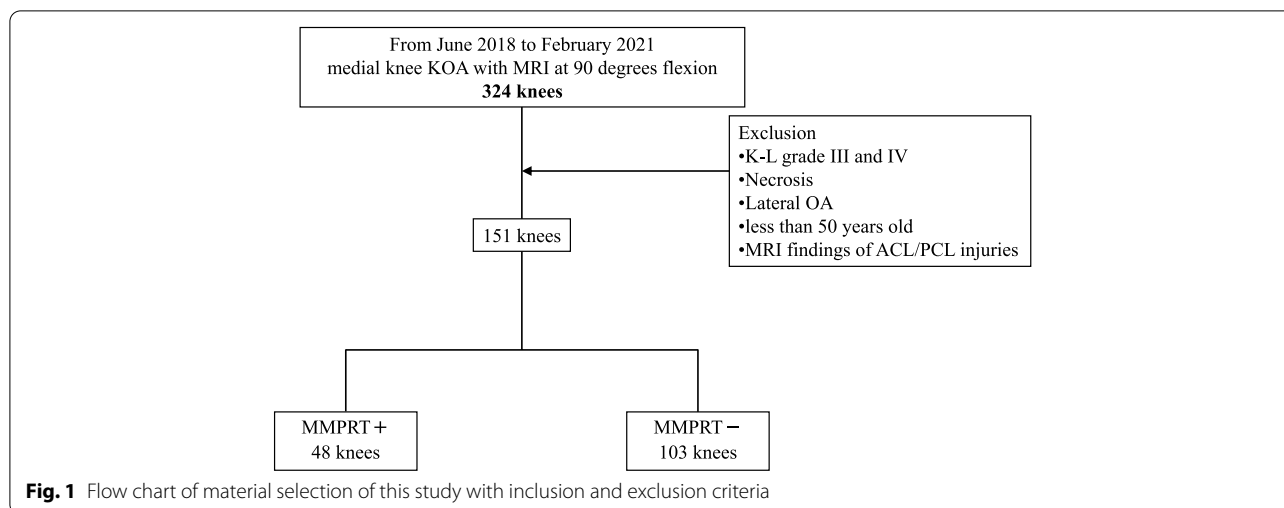 From June 2018 to February 2021
medial knee KOA with MRI at 90 degrees flexion
324 knees
Exclusion
•K-L grade III and IV
•Necrosis
•Lateral OA
•less than 50 years old
•MRI findings of ACL/PCL injuries
151 knees
MMPRT+
48 knees
MMPRT−
103 knees
Fig. 1 Flow chart of material selection of this study with inclusion and exclusion criteria